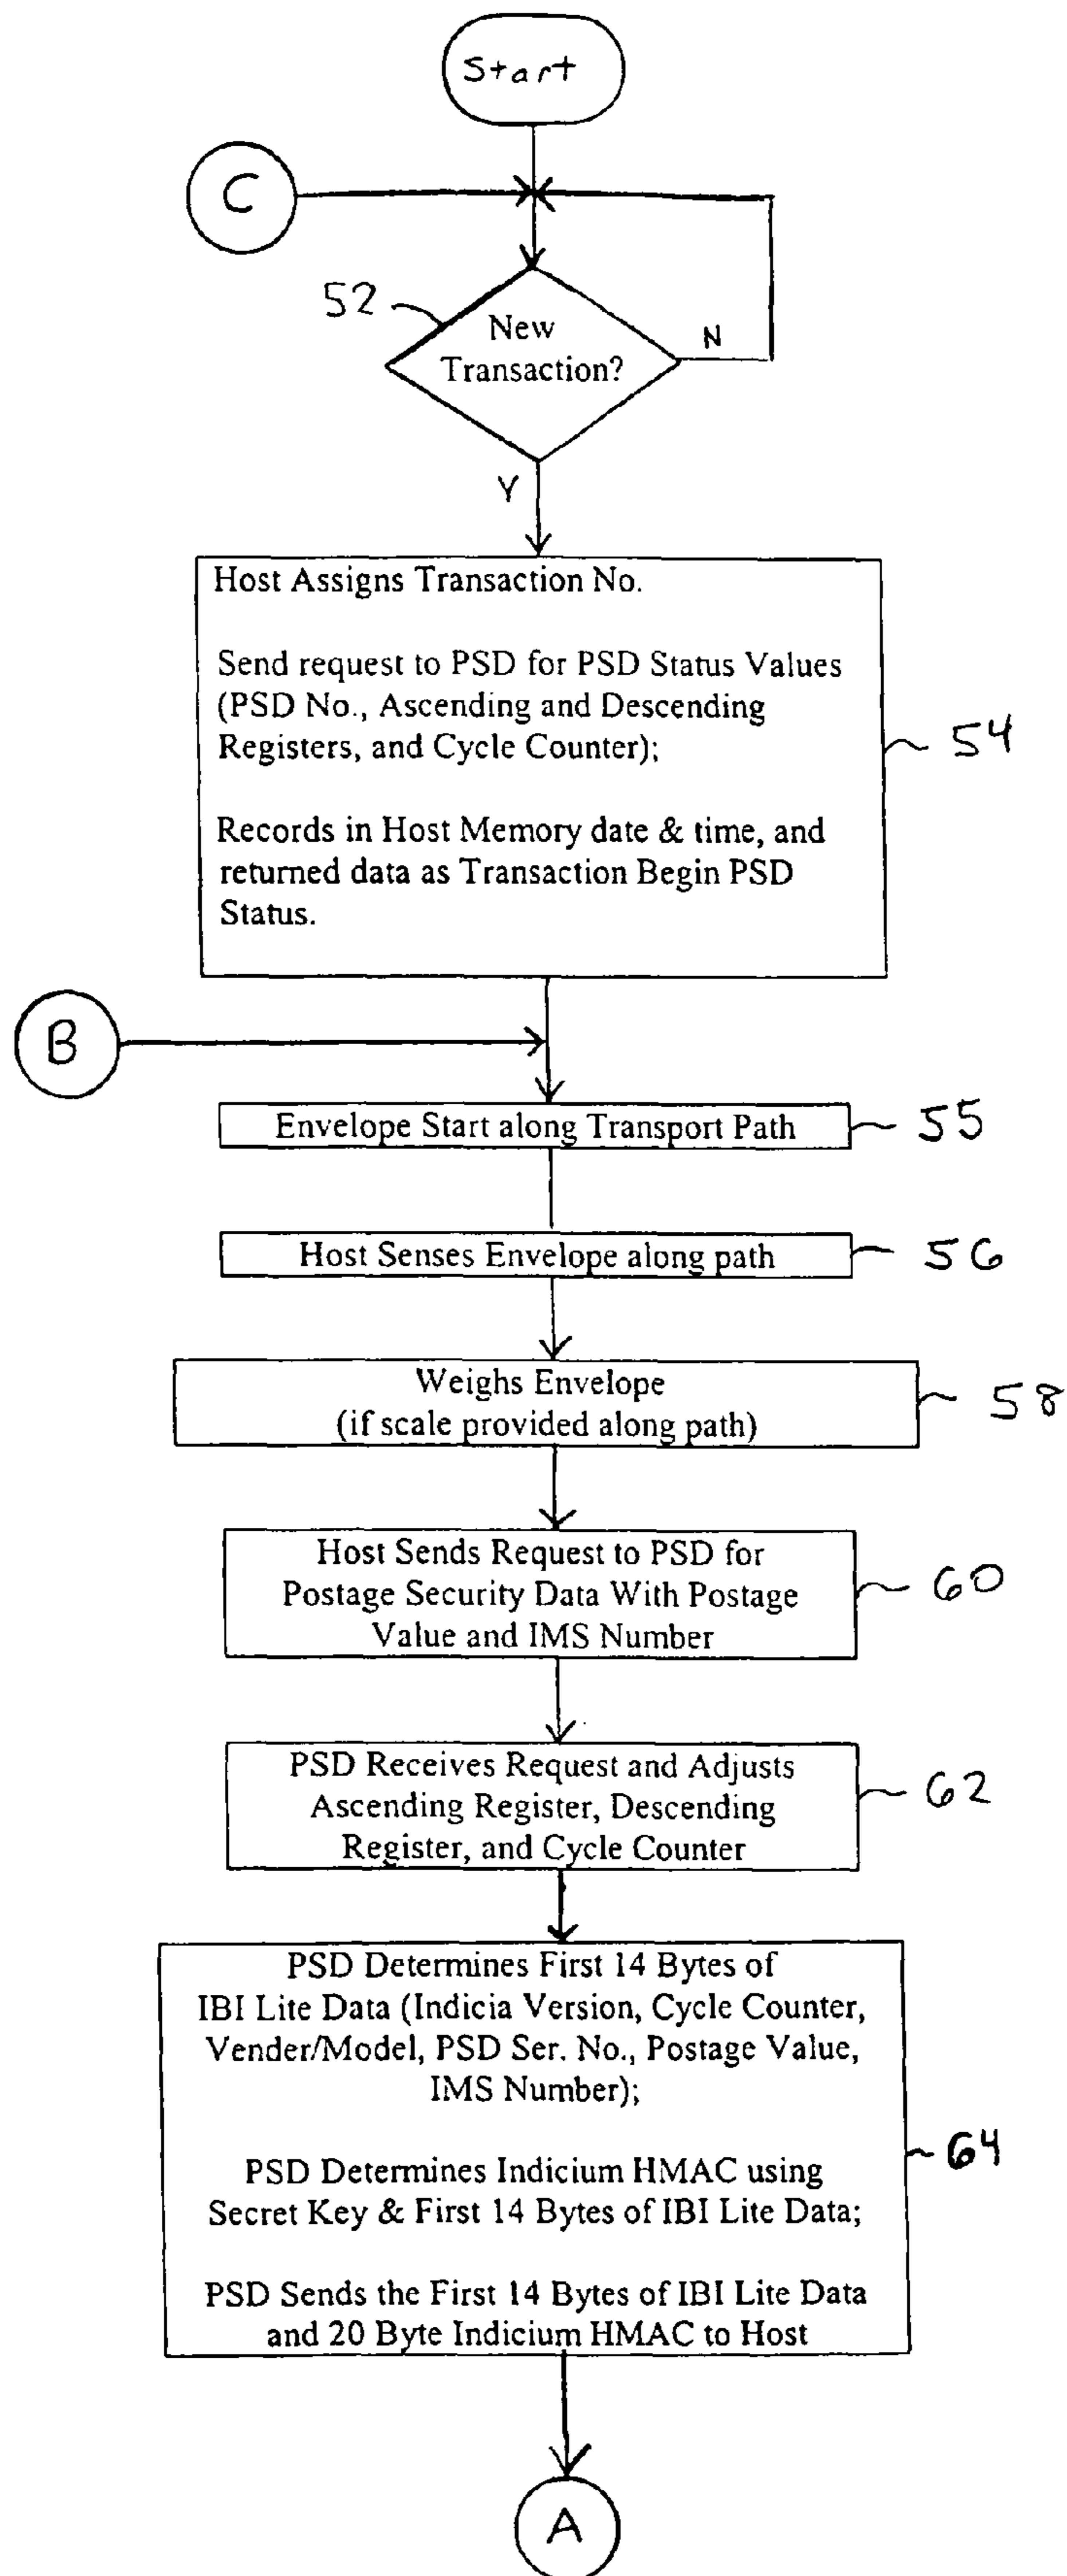 Start
C
52
New
Transaction?
N
Y
Host Assigns Transaction No.
Send request to PSD for PSD Status Values
(PSD No., Ascending and Descending
Registers, and Cycle Counter);
Records in Host Memory date & time, and
returned data as Transaction Begin PSD
Status.
54
B
Envelope Start along Transport Path
55
Host Senses Envelope along path
56
Weighs Envelope
(if scale provided along path)
58
Host Sends Request to PSD for
Postage Security Data With Postage
Value and IMS Number
60
PSD Receives Request and Adjusts
Ascending Register, Descending
Register, and Cycle Counter
62
PSD Determines First 14 Bytes of
IBI Lite Data (Indicia Version, Cycle Counter,
Vender/Model, PSD Ser. No., Postage Value,
IMS Number);
PSD Determines Indicium HMAC using
Secret Key & First 14 Bytes of IBI Lite Data;
PSD Sends the First 14 Bytes of IBI Lite Data
and 20 Byte Indicium HMAC to Host
64
A